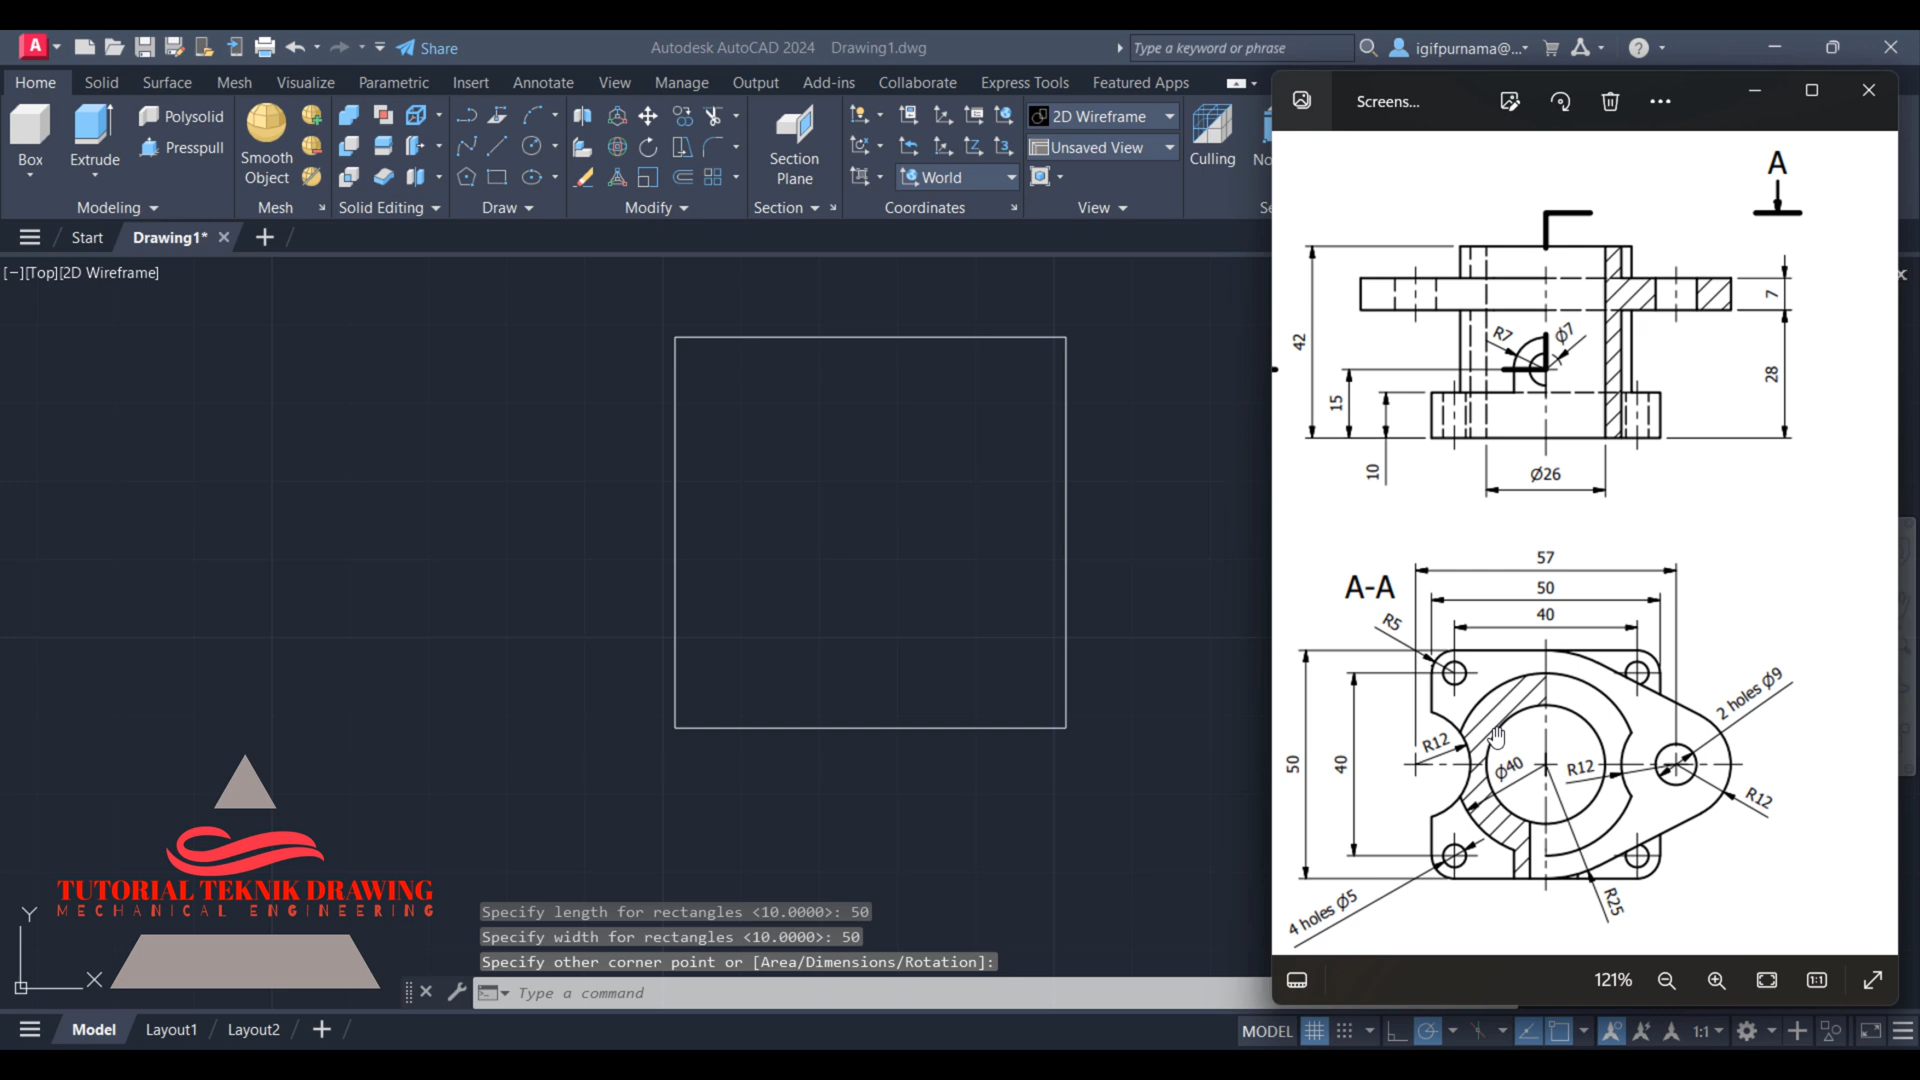 Share
Autodesk AutoCAD 2024 Drawing1.dwg
Type a keyword or phrase
igifpurnama@...
Home Solid Surface Mesh Visualize Parametric Insert Annotate View Manage Output Add-ins Collaborate Express Tools Featured Apps
Box
Extrude
Polysolid
Presspull
Smooth
Object
Section
Plane
2D Wireframe
Unsaved View
World
Culling
No
Modeling Mesh Solid Editing Draw Modify Section Coordinates View Se
Start Drawing1*
[−][Top][2D Wireframe]
Screens...
A
42
15
10
R7
Ø7
7
28
Ø26
A-A
57
50
40
R5
50
40
R12
Ø40
R12
2 holes Ø9
R12
R25
4 holes Ø5
121%
1:1
TUTORIAL TEKNIK DRAWING
MECHANICAL ENGINEERING
Y
X
Specify length for rectangles <10.0000>: 50
Specify width for rectangles <10.0000>: 50
Specify other corner point or [Area/Dimensions/Rotation]:
Type a command
Model Layout1 Layout2
MODEL
1:1